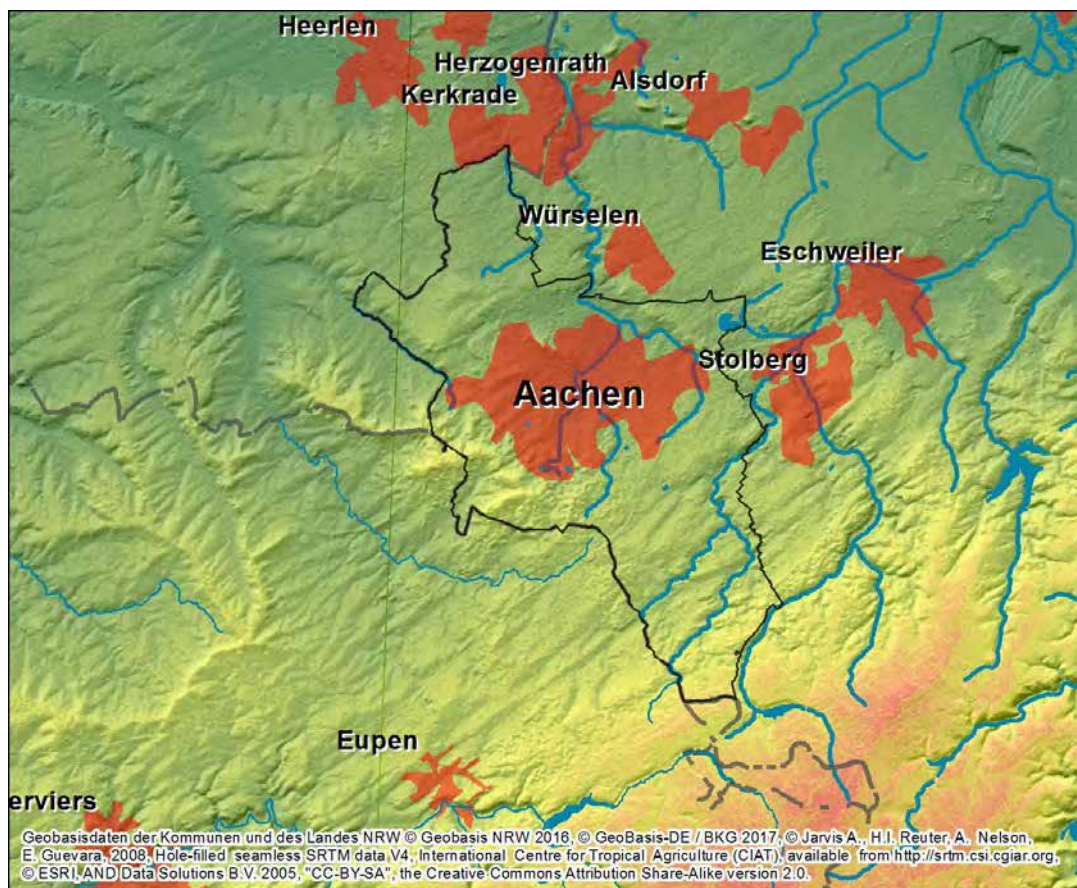 Heerlen
Herzogenrath
Alsdorf
Kerkrade
Würselen
Eschweiler
Stolberg
Aachen
Eupen
erviers
Geobasisdaten der Kommunen und des Landes NRW © Geobasis NRW 2016, © GeoBasis-DE / BKG 2017, © Jarvis A., H.I. Reuter, A. Nelson,
E. Guevara, 2008, Hole-filled seamless SRTM data V4, International Centre for Tropical Agriculture (CIAT), available from http://srtm.csi.cgiar.org,
© ESRI, AND Data Solutions B.V. 2005, "CC-BY-SA", the Creative Commons Attribution Share-Alike version 2.0.